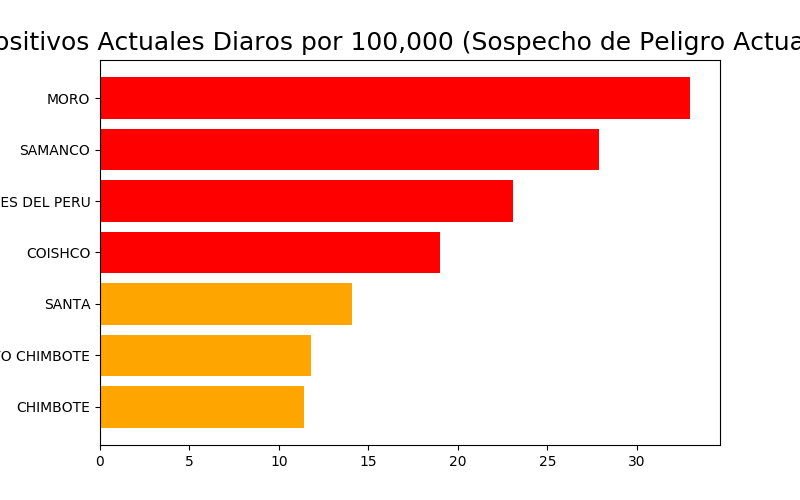 ositivos Actuales Diaros por 100,000 (Sospecho de Peligro Actua
MORO
SAMANCO
ES DEL PERU
COISHCO
SANTA
O CHIMBOTE
CHIMBOTE
0 5 10 15 20 25 30